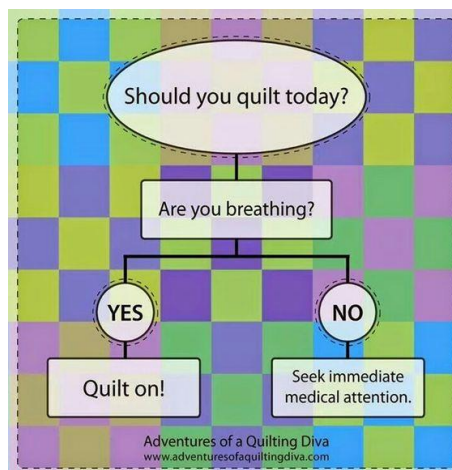 Should you quilt today?
Are you breathing?
YES
NO
Quilt on!
Seek immediate
medical attention.
Adventures of a Quilting Diva
www.adventuresofaquiltingdiva.com